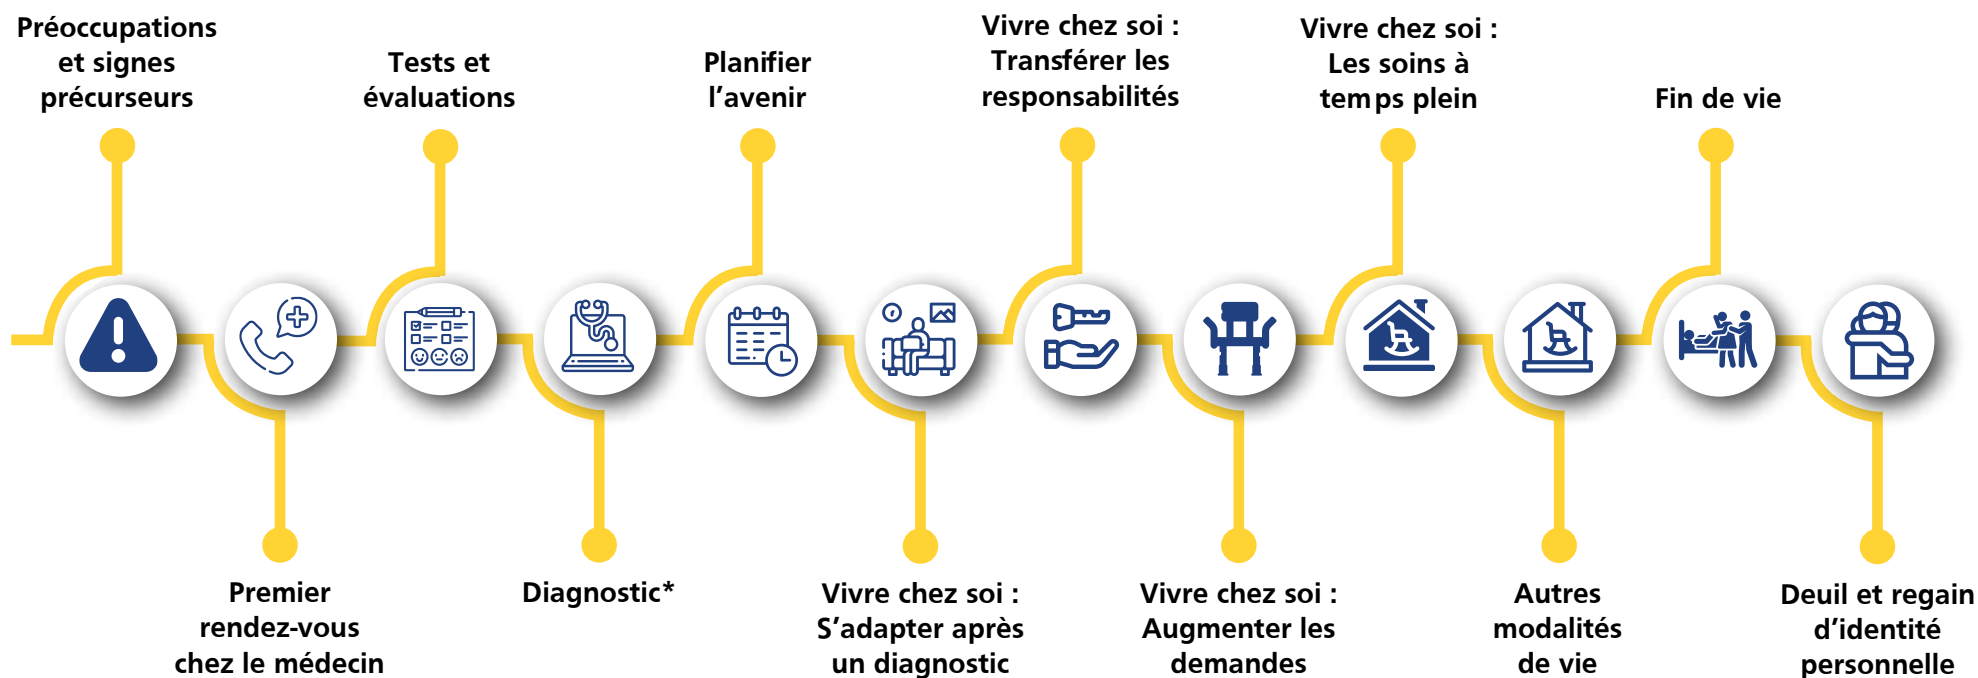 Préoccupations
et signes
précurseurs
Premier
rendez-vous
chez le médecin
Tests et
évaluations
Diagnostic*
Planifier
l'avenir
Vivre chez soi :
S'adapter après
un diagnostic
Vivre chez soi :
Transférer les
responsabilités
Vivre chez soi :
Augmenter les
demandes
Vivre chez soi :
Les soins à
temps plein
Autres
modalités
de vie
Fin de vie
Deuil et regain
d'identité
personnelle